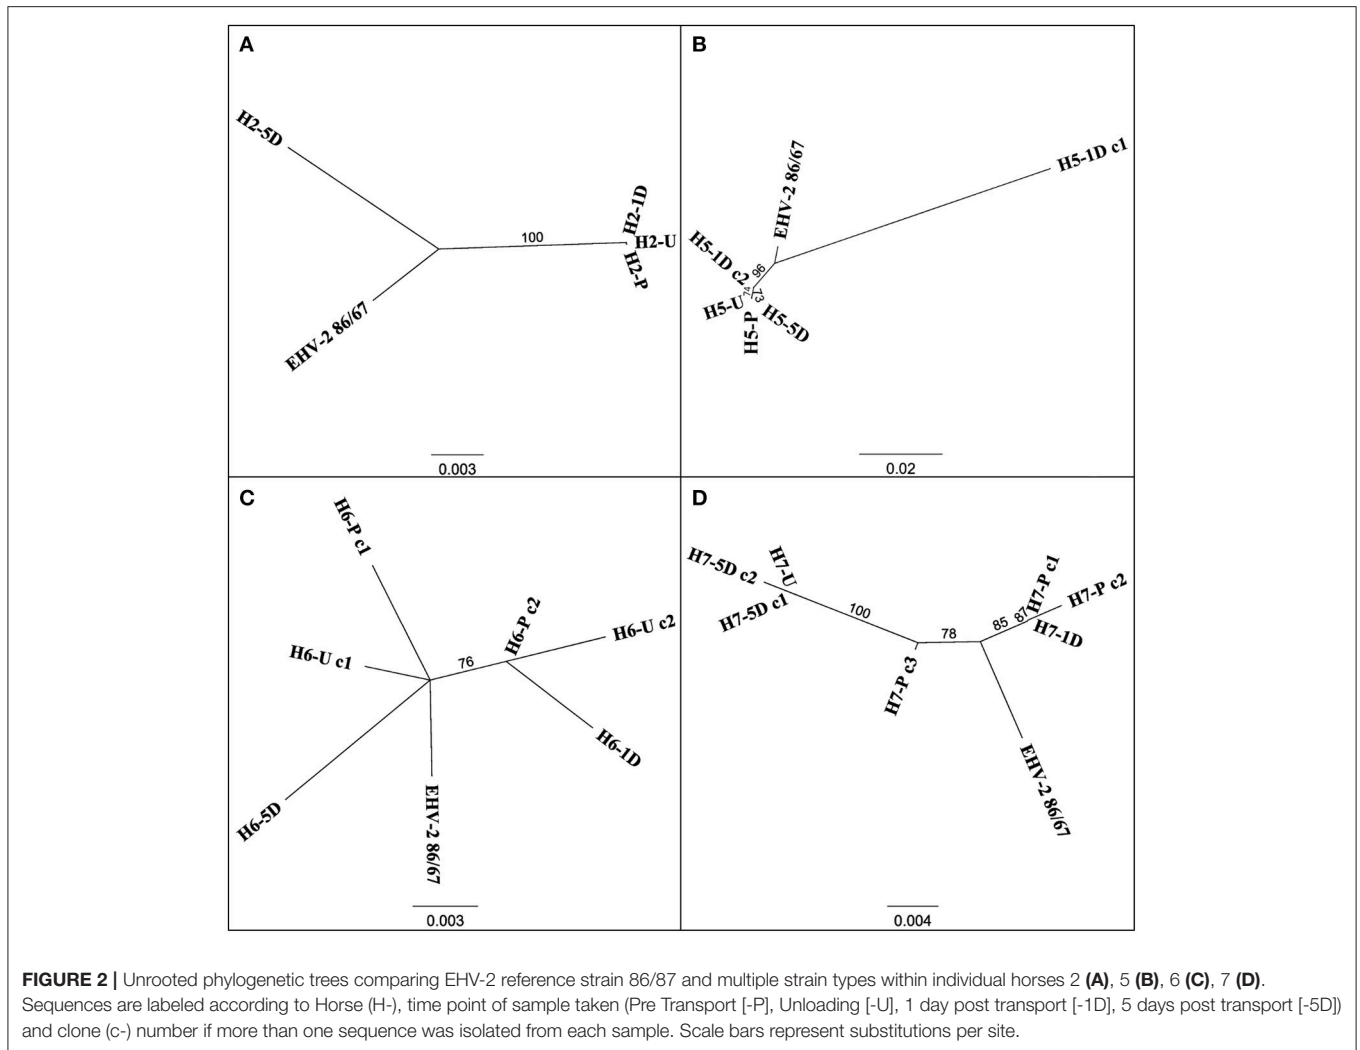 A
H2-5D
H2-1D
100
H2-U
H2-P
EHV-2 86/67
0.003
B
H5-1D c1
EHV-2 86/67
H5-1D c2
96
74
73
H5-U
H5-P
H5-5D
0.02
C
H6-P c1
H6-P c2
H6-U c2
76
H6-U c1
H6-1D
H6-5D
EHV-2 86/67
0.003
D
H7-5D c2
H7-U
H7-5D c1
100
78
85
87
H7-P c1
H7-P c2
H7-1D
H7-P c3
EHV-2 86/67
0.004
FIGURE 2 | Unrooted phylogenetic trees comparing EHV-2 reference strain 86/87 and multiple strain types within individual horses 2 (A), 5 (B), 6 (C), 7 (D).
Sequences are labeled according to Horse (H-), time point of sample taken (Pre Transport [-P], Unloading [-U], 1 day post transport [-1D], 5 days post transport [-5D])
and clone (c-) number if more than one sequence was isolated from each sample. Scale bars represent substitutions per site.